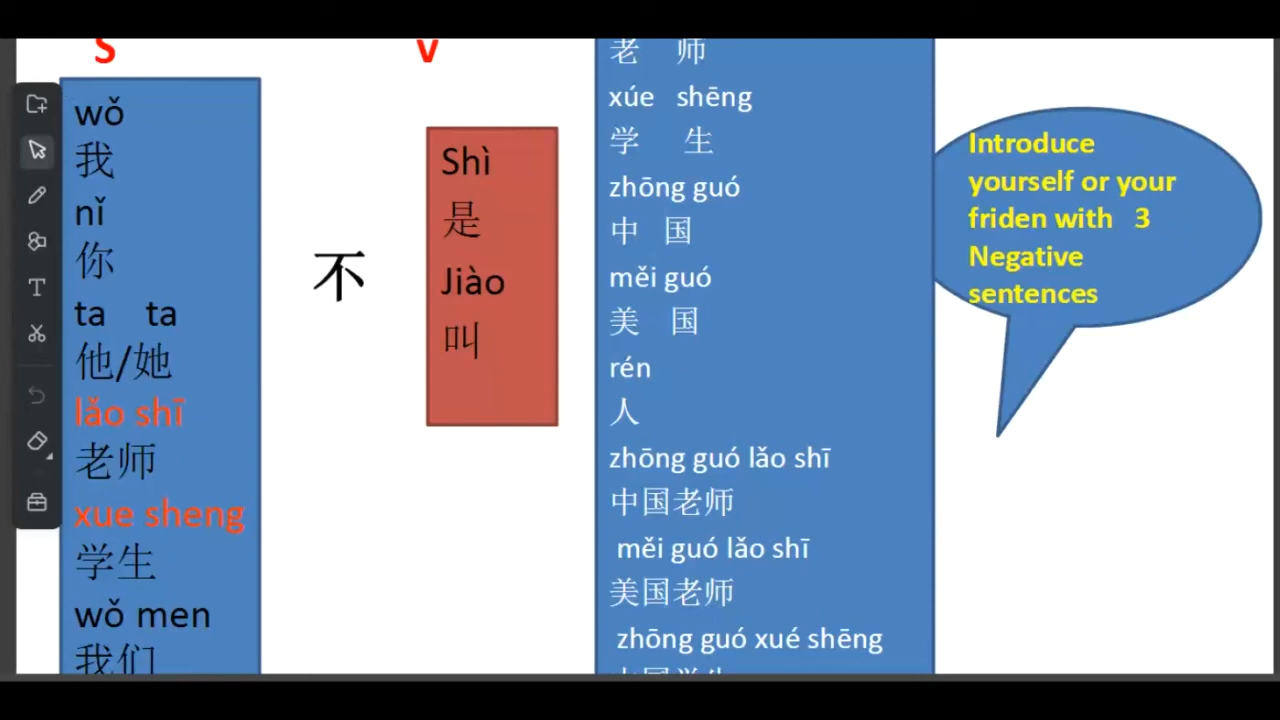 S
V
wǒ
我
nǐ
你
ta ta
他/她
lǎo shī
老师
xue sheng
学生
wǒ men
我们
不
Shì
是
Jiào
叫
老 师
xúe shēng
学 生
zhōng guó
中 国
měi guó
美 国
rén
人
zhōng guó lǎo shī
中国老师
měi guó lǎo shī
美国老师
zhōng guó xué shēng
Introduce
yourself or your
friden with 3
Negative
sentences
T